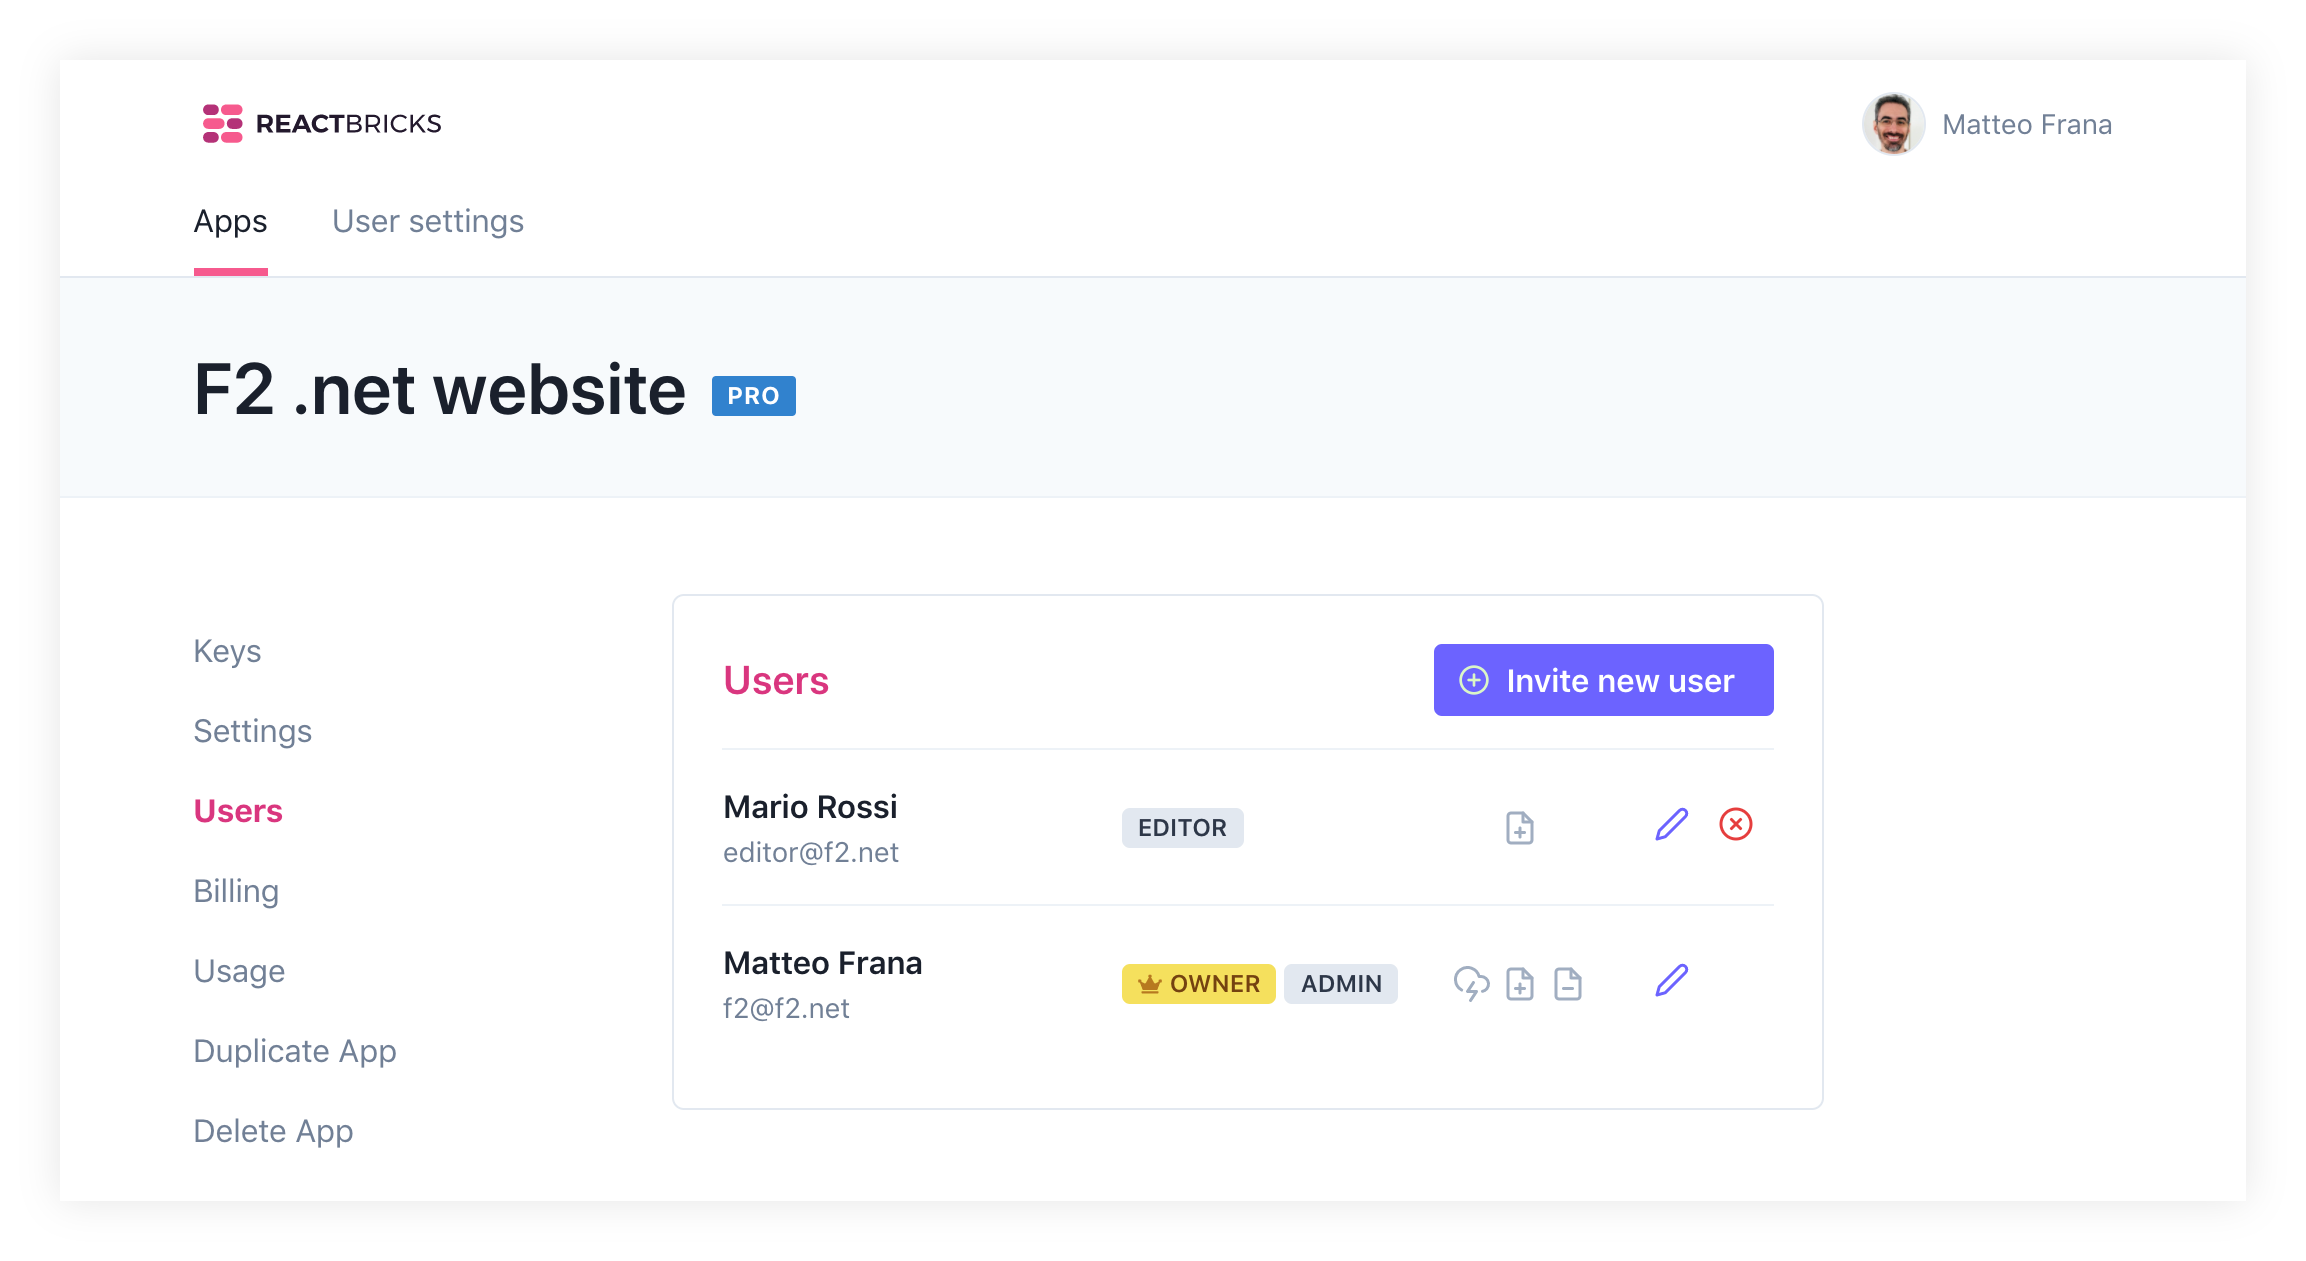 REACTBRICKS
Matteo Frana
Apps
User settings
F2 .net website PRO
Keys
Settings
Users
Billing
Usage
Duplicate App
Delete App
Users
Invite new user
Mario Rossi
editor@f2.net
EDITOR
Matteo Frana
f2@f2.net
OWNER ADMIN